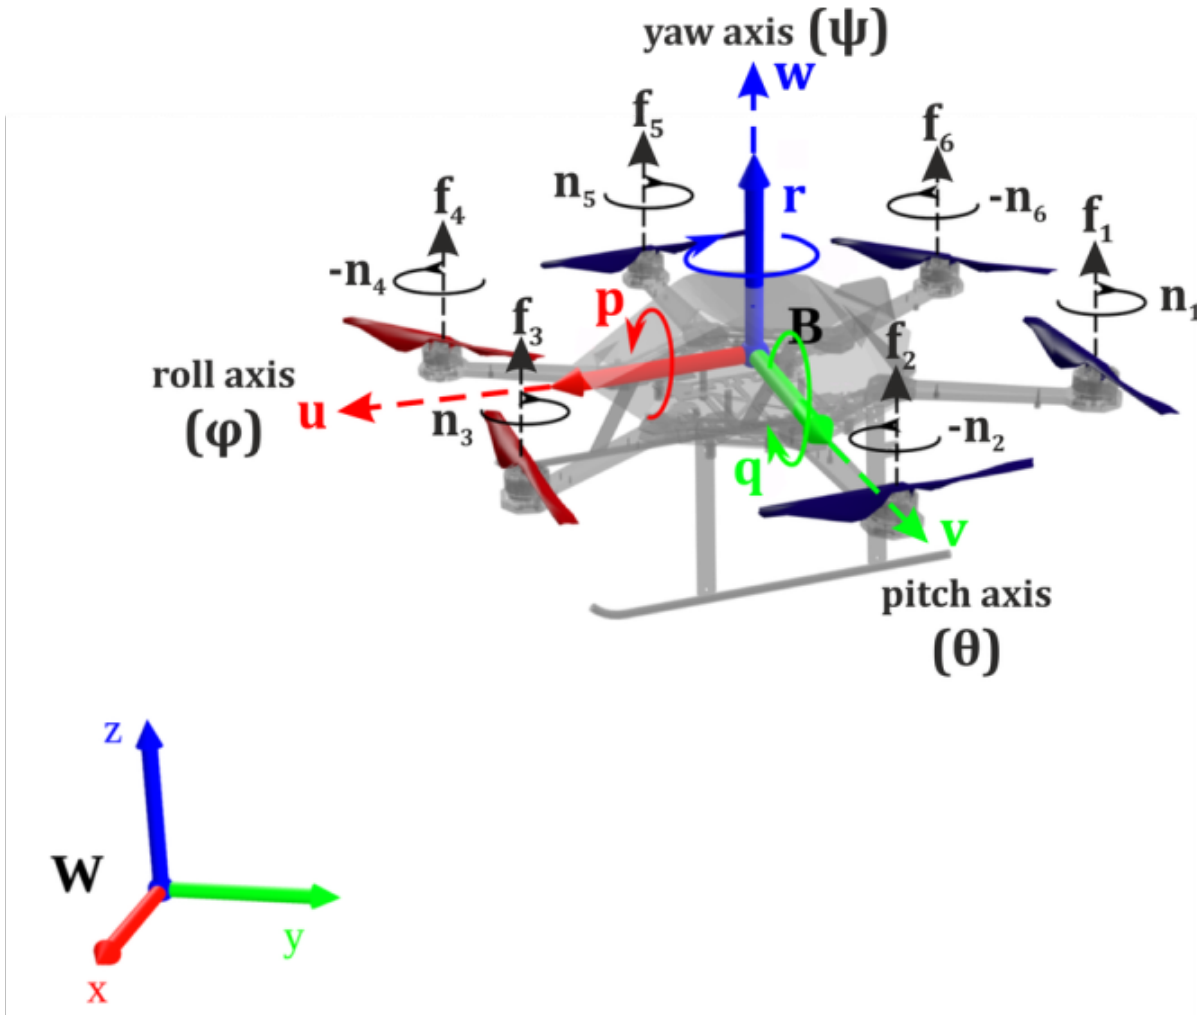 yaw axis (ψ)
w
f₅
f₆
n₅
r
-n₆
f₄
f₁
-n₄
p
n₁
f₃
B
f₂
roll axis
(φ)
u
n₃
-n₂
q
v
pitch axis
(θ)
z
W
y
x